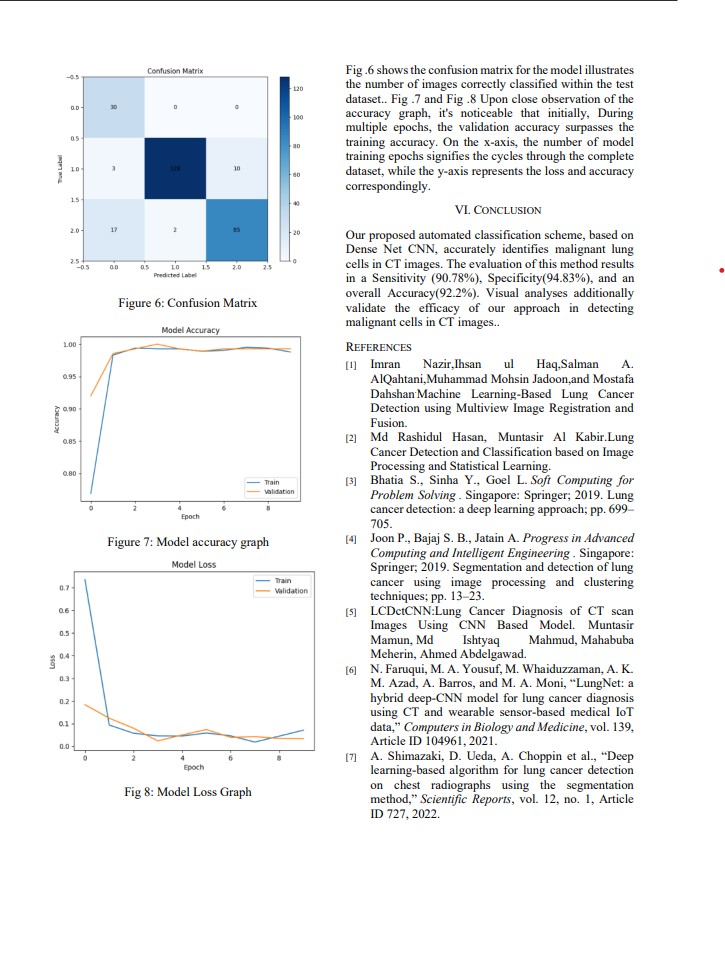 Confusion Matrix
−0.5
0.0
0.5
1.0
1.5
2.0
2.5
True Label
30
0
0
3
10
17
2
85
−0.5
0.0
0.5
1.0
1.5
2.0
2.5
Predicted Label
120
100
80
60
40
20
0
Figure 6: Confusion Matrix
Model Accuracy
1.00
0.95
0.90
0.85
0.80
Accuracy
Train
Validation
0
2
4
6
8
Epoch
Figure 7: Model accuracy graph
Model Loss
0.7
0.6
0.5
0.4
0.3
0.2
0.1
0.0
Loss
Train
Validation
0
2
4
6
8
Epoch
Fig 8: Model Loss Graph
Fig .6 shows the confusion matrix for the model illustrates
the number of images correctly classified within the test
dataset.. Fig .7 and Fig .8 Upon close observation of the
accuracy graph, it's noticeable that initially, During
multiple epochs, the validation accuracy surpasses the
training accuracy. On the x-axis, the number of model
training epochs signifies the cycles through the complete
dataset, while the y-axis represents the loss and accuracy
correspondingly.
VI. CONCLUSION
Our proposed automated classification scheme, based on
Dense Net CNN, accurately identifies malignant lung
cells in CT images. The evaluation of this method results
in a Sensitivity (90.78%), Specificity(94.83%), and an
overall Accuracy(92.2%). Visual analyses additionally
validate the efficacy of our approach in detecting
malignant cells in CT images..
REFERENCES
[1] Imran Nazir,Ihsan ul Haq,Salman A.
AlQahtani,Muhammad Mohsin Jadoon,and Mostafa
Dahshan·Machine Learning-Based Lung Cancer
Detection using Multiview Image Registration and
Fusion.
[2] Md Rashidul Hasan, Muntasir Al Kabir.Lung
Cancer Detection and Classification based on Image
Processing and Statistical Learning.
[3] Bhatia S., Sinha Y., Goel L. Soft Computing for
Problem Solving . Singapore: Springer; 2019. Lung
cancer detection: a deep learning approach; pp. 699–
705.
[4] Joon P., Bajaj S. B., Jatain A. Progress in Advanced
Computing and Intelligent Engineering . Singapore:
Springer; 2019. Segmentation and detection of lung
cancer using image processing and clustering
techniques; pp. 13–23.
[5] LCDctCNN:Lung Cancer Diagnosis of CT scan
Images Using CNN Based Model. Muntasir
Mamun, Md Ishtyaq Mahmud, Mahabuba
Meherin, Ahmed Abdelgawad.
[6] N. Faruqui, M. A. Yousuf, M. Whaiduzzaman, A. K.
M. Azad, A. Barros, and M. A. Moni, “LungNet: a
hybrid deep-CNN model for lung cancer diagnosis
using CT and wearable sensor-based medical IoT
data,” Computers in Biology and Medicine, vol. 139,
Article ID 104961, 2021.
[7] A. Shimazaki, D. Ueda, A. Choppin et al., “Deep
learning-based algorithm for lung cancer detection
on chest radiographs using the segmentation
method,” Scientific Reports, vol. 12, no. 1, Article
ID 727, 2022.